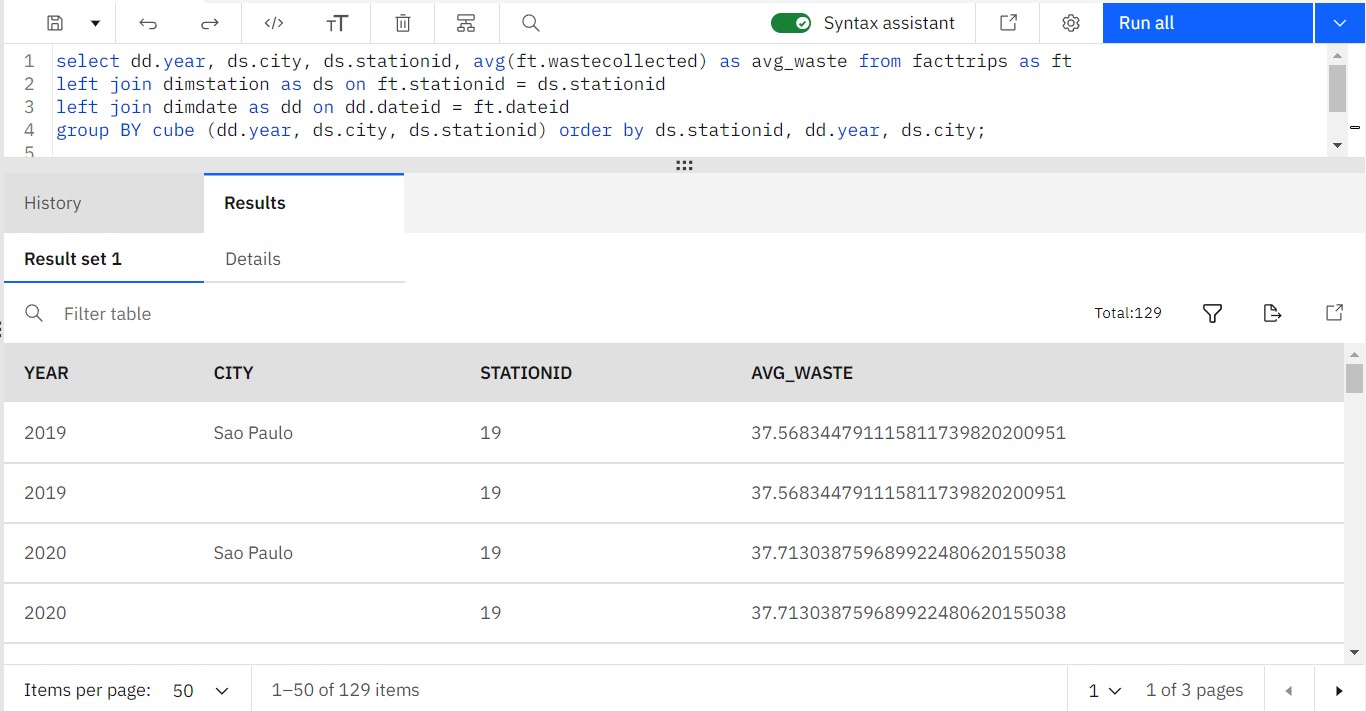 Syntax assistant
Run all
1 select dd.year, ds.city, ds.stationid, avg(ft.wastecollected) as avg_waste from facttrips as ft
2 left join dimstation as ds on ft.stationid = ds.stationid
3 left join dimdate as dd on dd.dateid = ft.dateid
4 group BY cube (dd.year, ds.city, ds.stationid) order by ds.stationid, dd.year, ds.city;
5
History Results
Result set 1 Details
Filter table Total:129
YEAR CITY STATIONID AVG_WASTE
2019 Sao Paulo 19 37.5683447911115811739820200951
2019 19 37.5683447911115811739820200951
2020 Sao Paulo 19 37.7130387596899224806201550​38
2020 19 37.713038759689922480620155038
Items per page: 50 1–50 of 129 items 1 1 of 3 pages